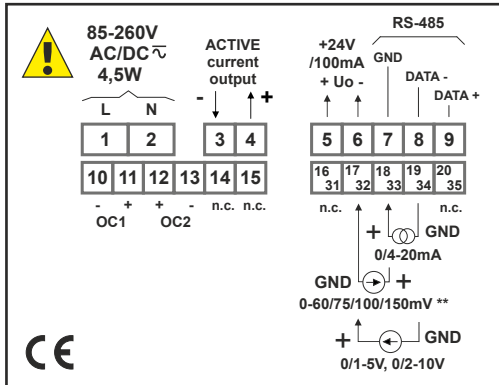 RS-485
85-260V
AC/DC
4,5W
ACTIVE
current
output
+24V
/100mA
+ Uo -
GND
DATA -
DATA +
- +
L N
1 2 3 4 5 6 7 8 9
10 11 12 13 14 15 16 31 17 32 18 33 19 34 20 35
- + + - n.c. n.c. n.c. n.c.
OC1 OC2
+ GND
0/4-20mA
GND +
0-60/75/100/150mV **
+ GND
0/1-5V, 0/2-10V
CE